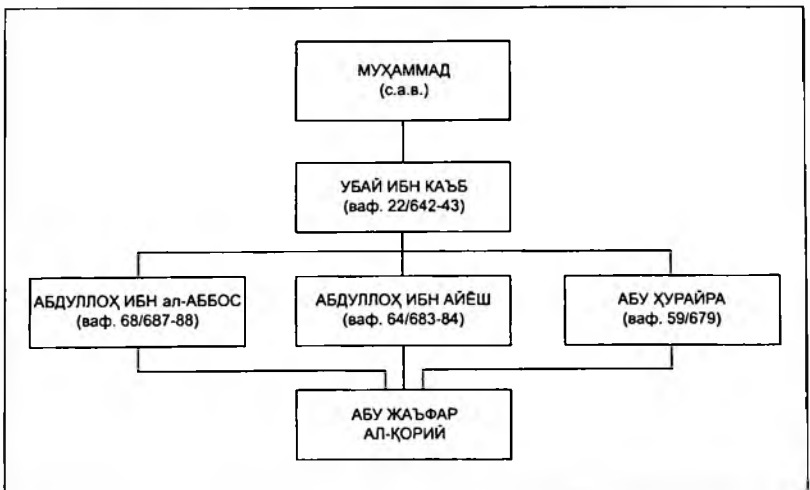 МУҲАММАД
(с.а.в.)
УБАЙ ИБН КАЪБ
(ваф. 22/642-43)
АБДУЛЛОҲ ИБН ал-АББОС
(ваф. 68/687-88)
АБДУЛЛОҲ ИБН АЙЁШ
(ваф. 64/683-84)
АБУ ҲУРАЙРА
(ваф. 59/679)
АБУ ЖАЪФАР
АЛ-ҚОРИЙ